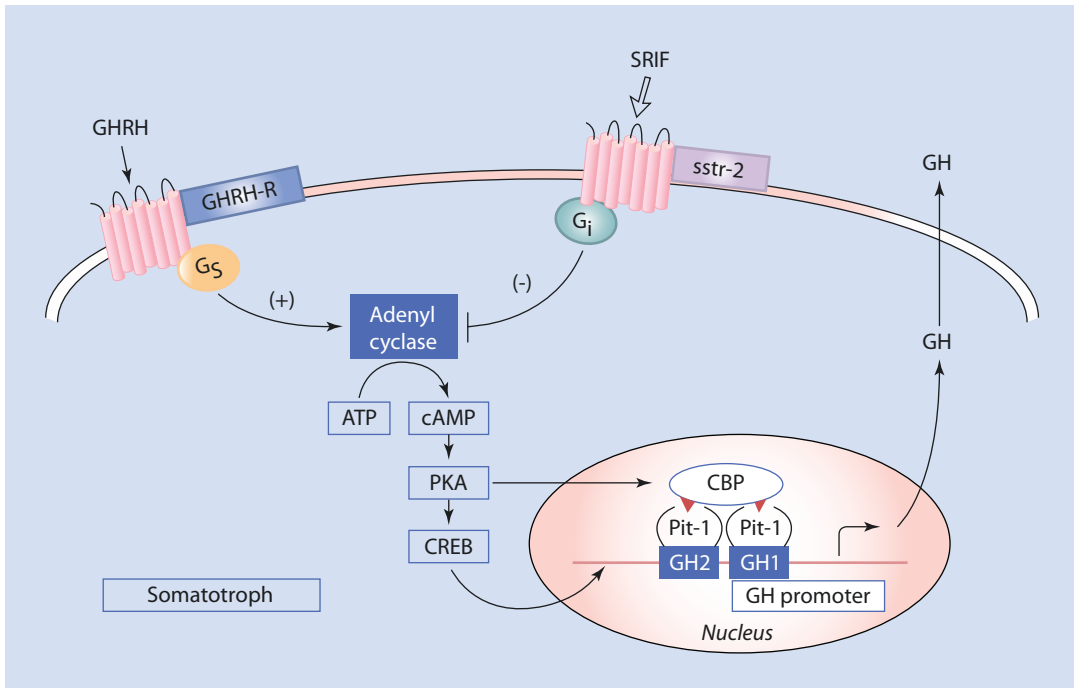 SRIF
GHRH
GHRH-R
sstr-2
GH
Gi
GS
(+)
(-)
Adenyl
cyclase
GH
ATP
cAMP
PKA
CBP
Pit-1
Pit-1
CREB
GH2
GH1
Somatotroph
GH promoter
Nucleus